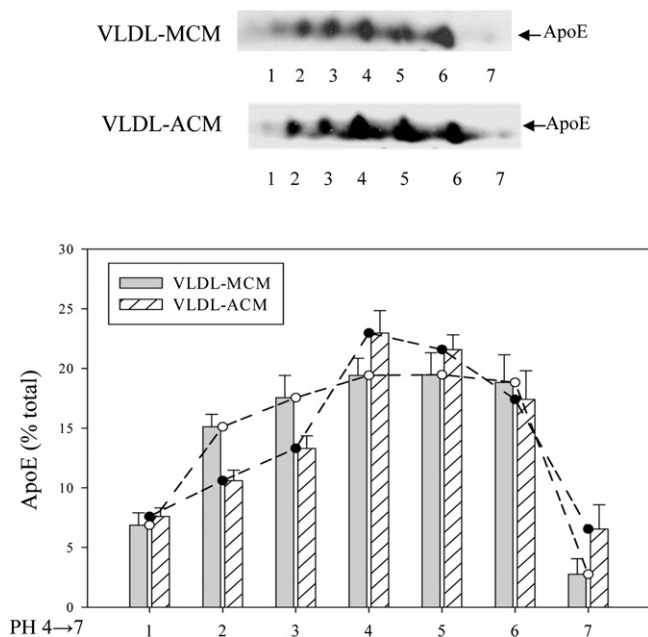 VLDL-MCM ApoE
1 2 3 4 5 6 7
VLDL-ACM ApoE
1 2 3 4 5 6 7
30
VLDL-MCM
VLDL-ACM
25
20
15
10
5
0
ApoE (% total)
PH 4→7 1 2 3 4 5 6 7